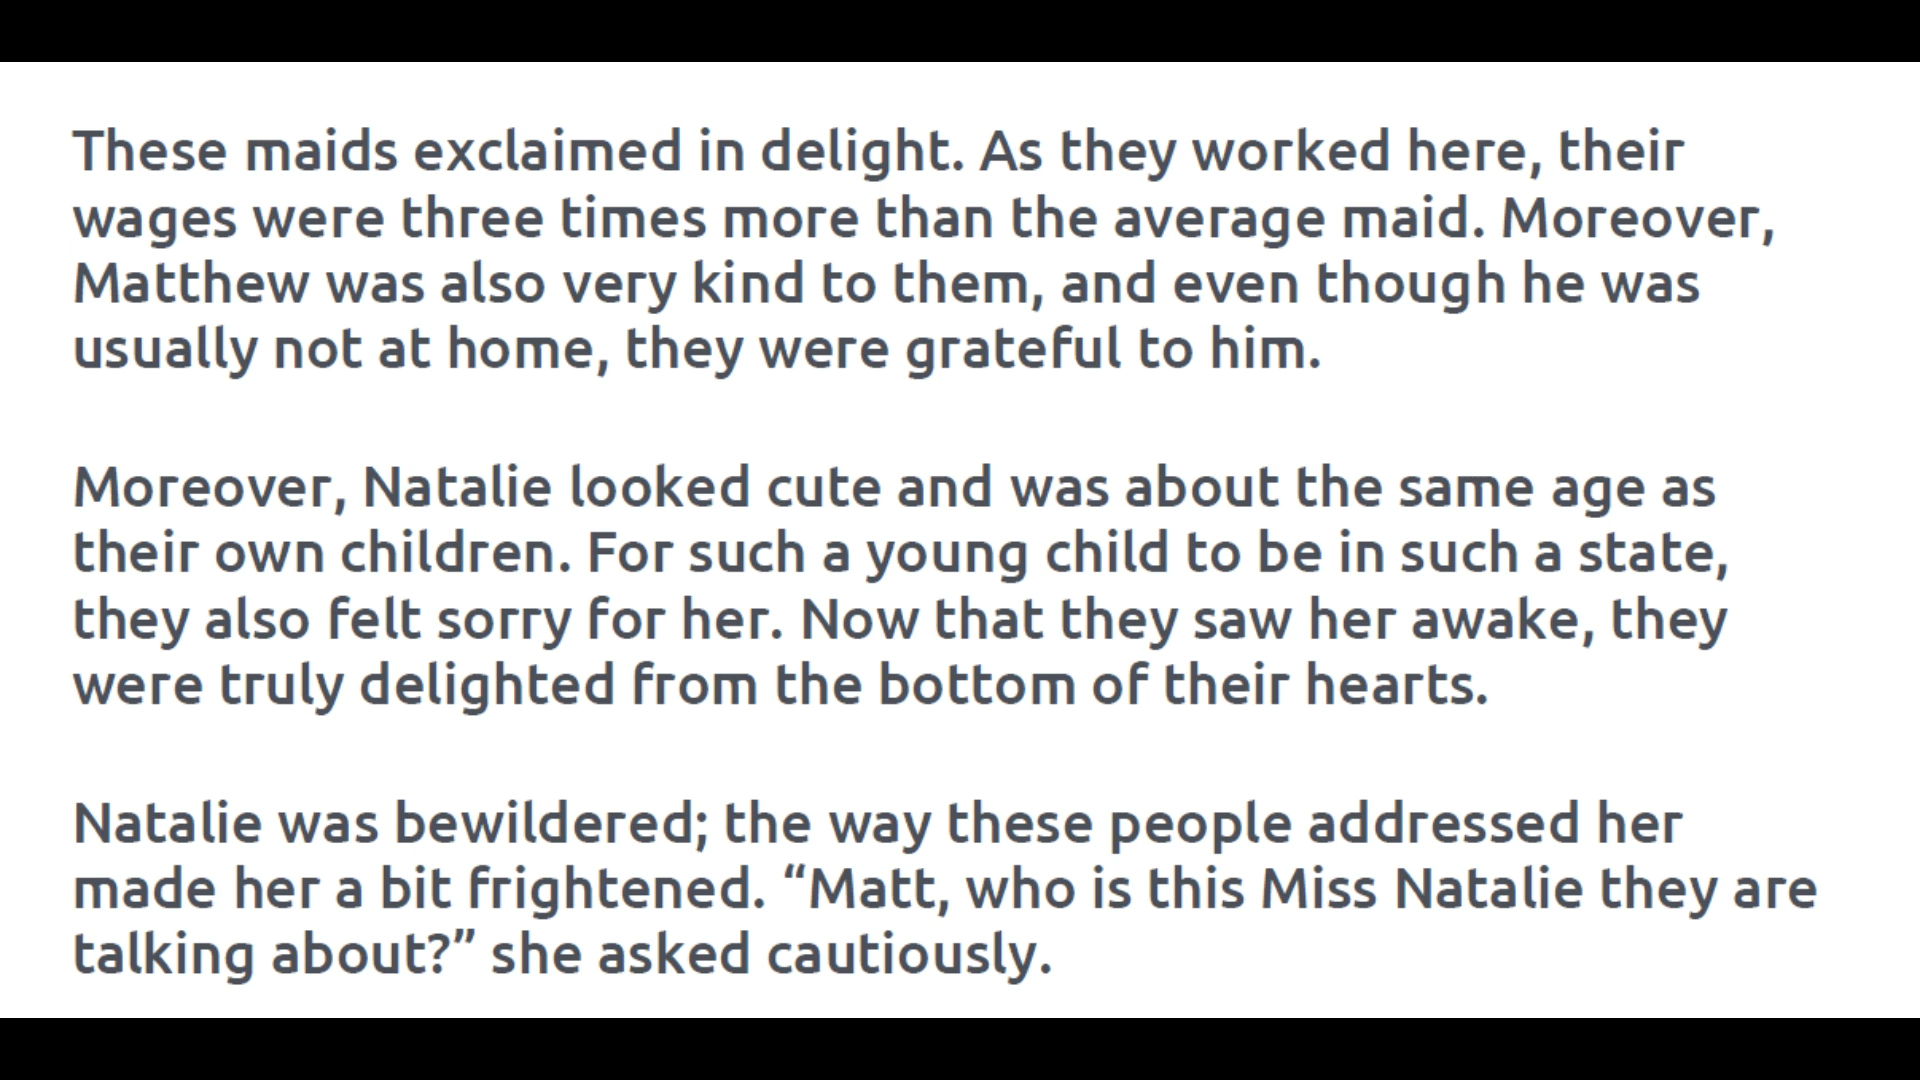 These maids exclaimed in delight. As they worked here, their
wages were three times more than the average maid. Moreover,
Matthew was also very kind to them, and even though he was
usually not at home, they were grateful to him.
Moreover, Natalie looked cute and was about the same age as
their own children. For such a young child to be in such a state,
they also felt sorry for her. Now that they saw her awake, they
were truly delighted from the bottom of their hearts.
Natalie was bewildered; the way these people addressed her
made her a bit frightened. “Matt, who is this Miss Natalie they are
talking about?” she asked cautiously.